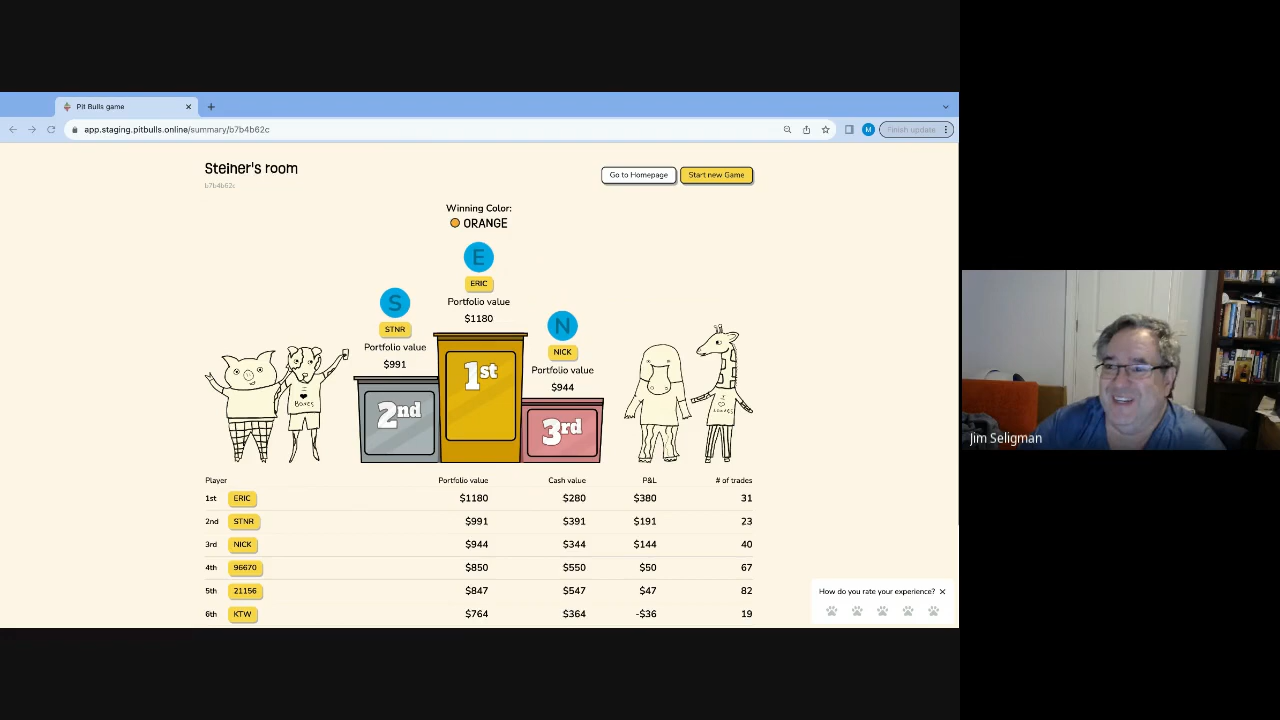 Pit Bulls game
app.staging.pitbulls.online/summary/b7b4b62c
M
Finish update
Steiner's room
b7b4b62c
Go to Homepage
Start new Game
Winning Color:
ORANGE
E
ERIC
Portfolio value
$1180
S
STNR
Portfolio value
$991
N
NICK
Portfolio value
$944
1st
2nd
3rd
Player Portfolio value Cash value P&L # of trades
1st ERIC $1180 $280 $380 31
2nd STNR $991 $391 $191 23
3rd NICK $944 $344 $144 40
4th 96670 $850 $550 $50 67
5th 21156 $847 $547 $47 82
6th KTW $764 $364 -$36 19
How do you rate your experience?
Jim Seligman